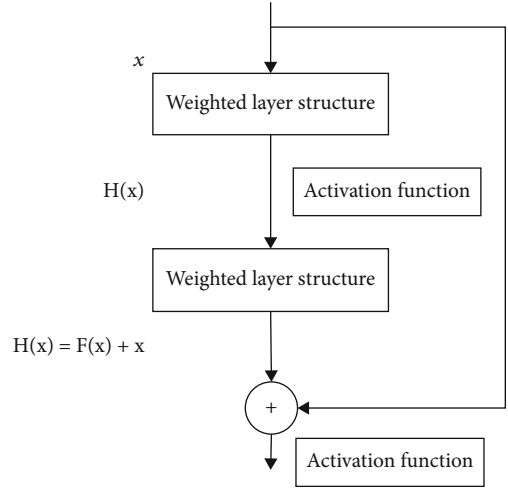 x
Weighted layer structure
H(x)
Activation function
Weighted layer structure
H(x) = F(x) + x
+
Activation function